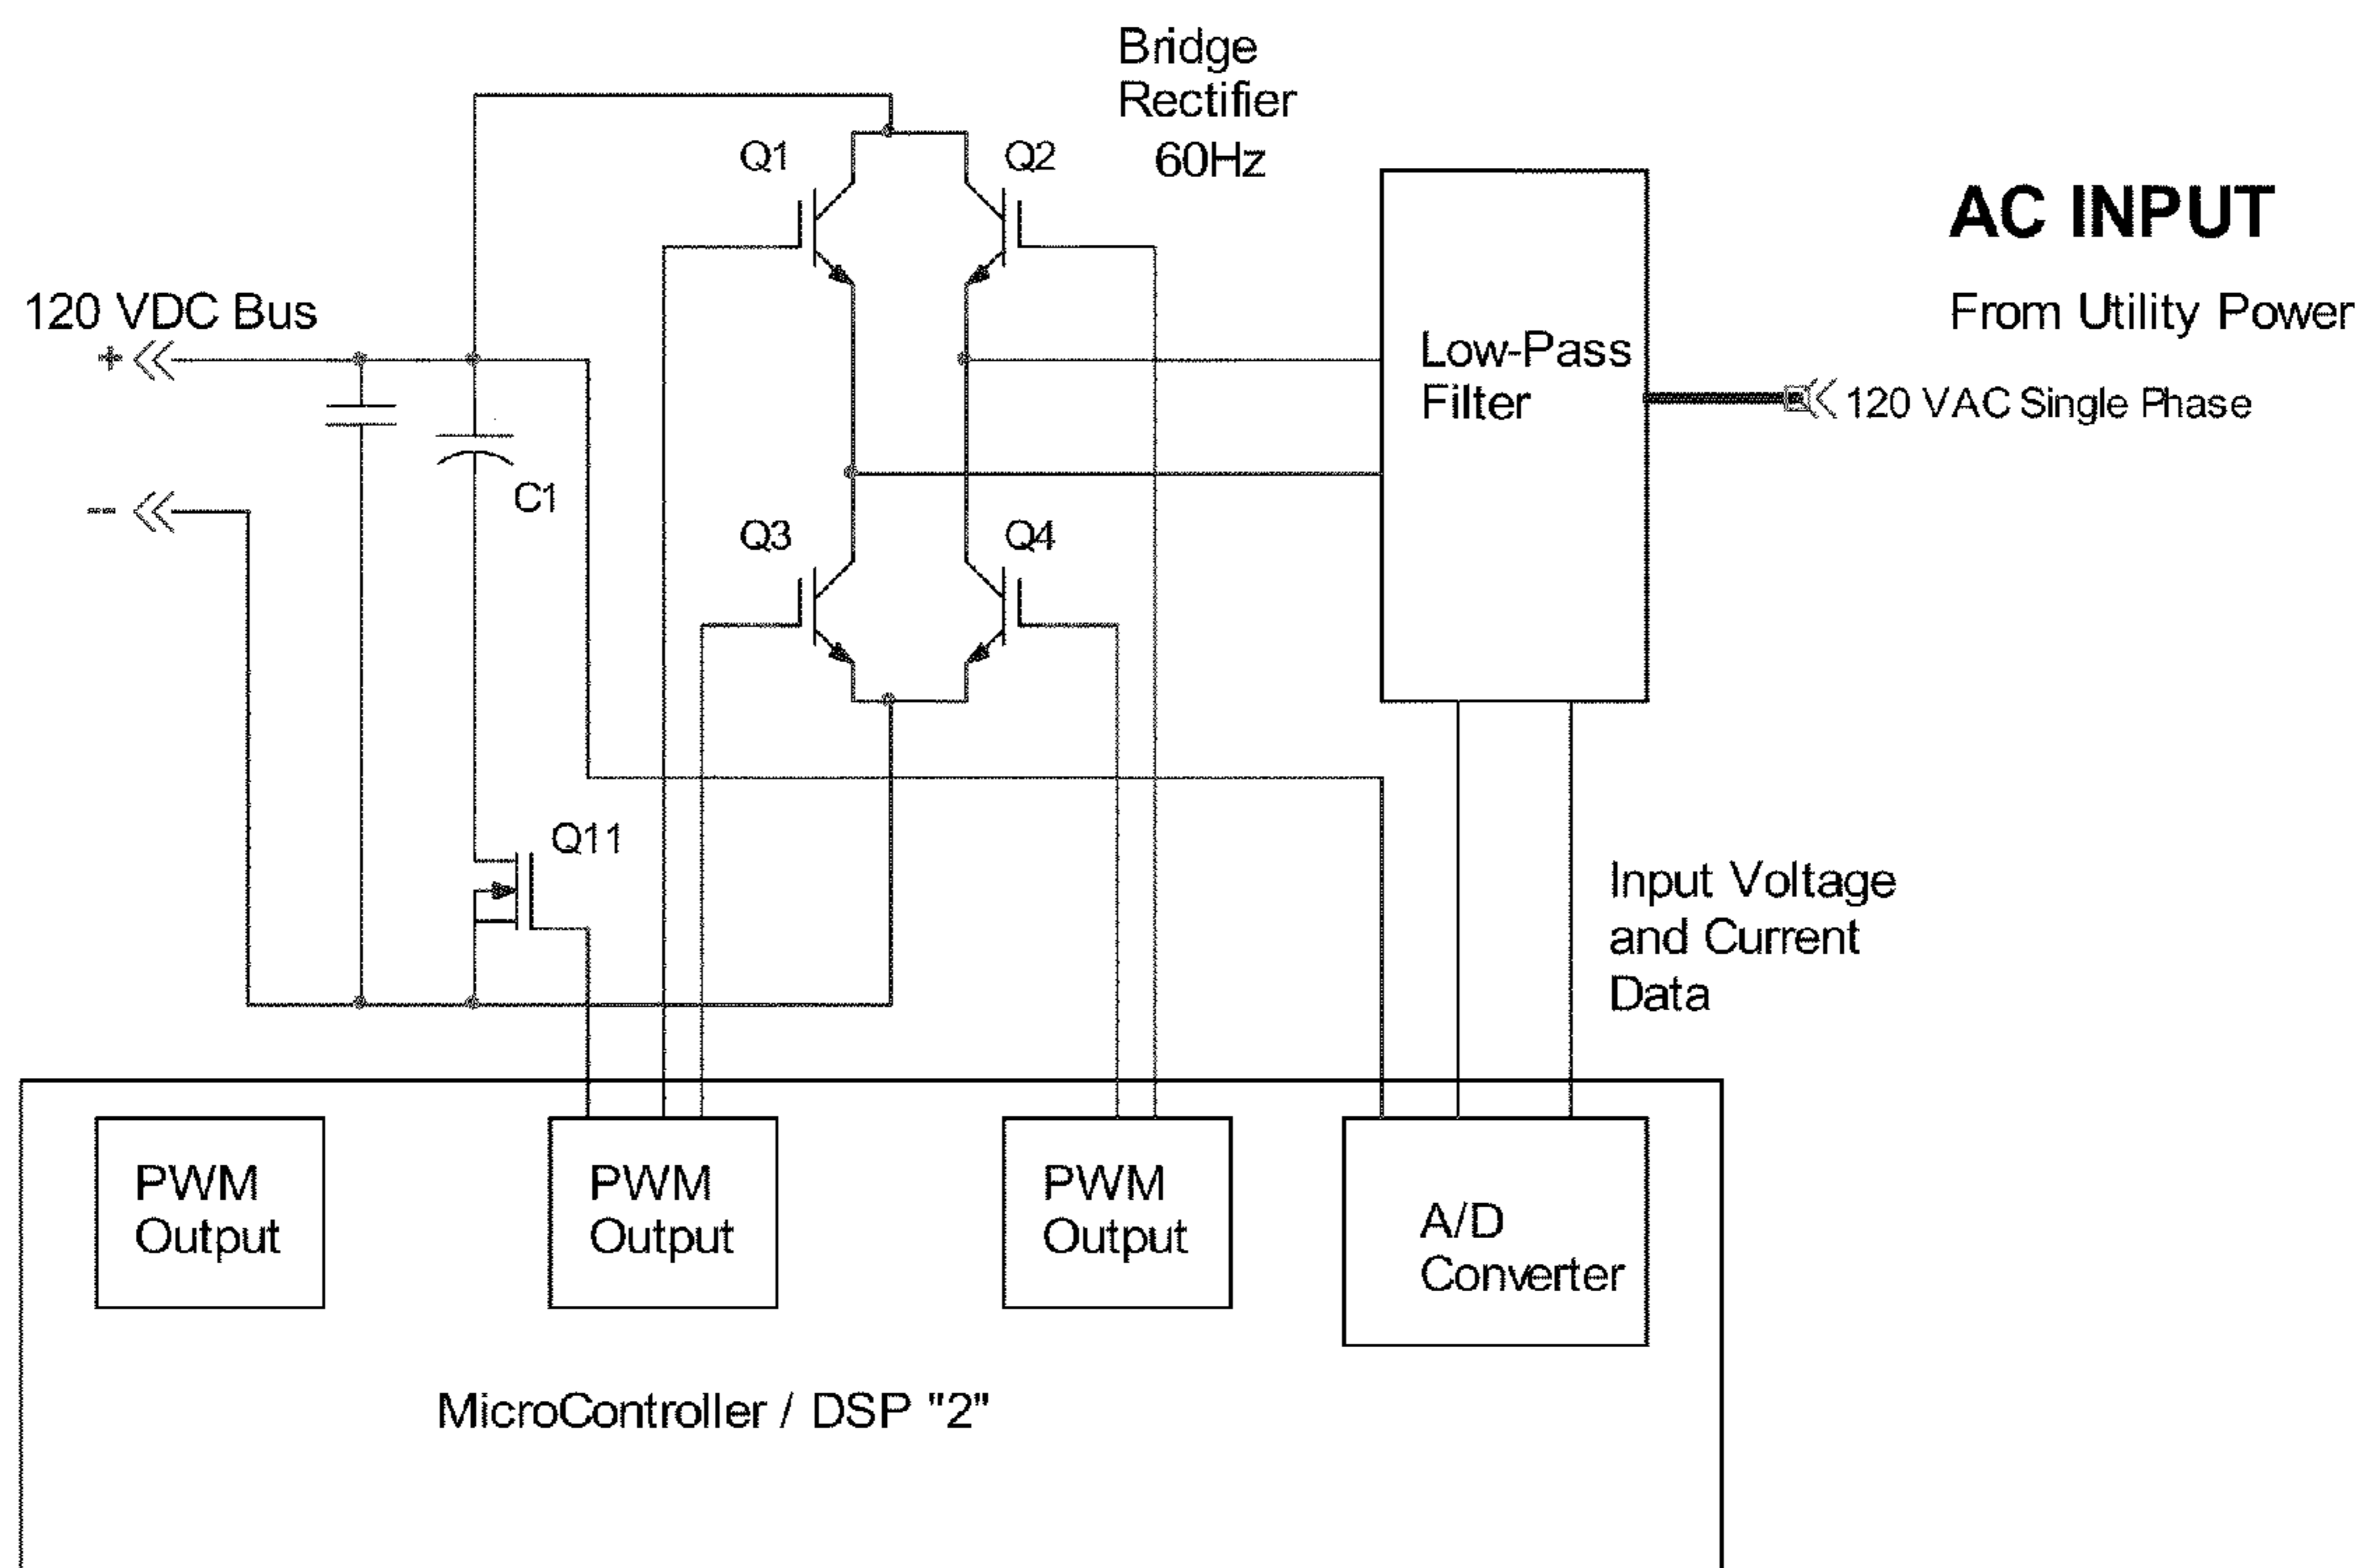 Bridge
Rectifier
60Hz
Q1
Q2
AC INPUT
From Utility Power
120 VDC Bus
+
Low-Pass
Filter
120 VAC Single Phase
C1
-
Q3
Q4
Q11
Input Voltage
and Current
Data
PWM
Output
PWM
Output
PWM
Output
A/D
Converter
MicroController / DSP "2"